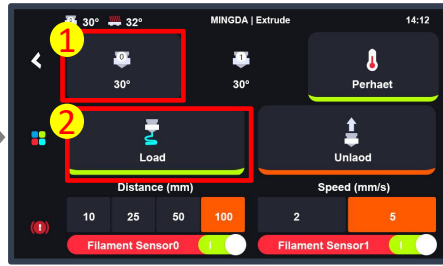 30° 32° MINGDA | Extrude 14:12
1
0 1
30° 30° Perhaet
2
Load Unlaod
Distance (mm) Speed (mm/s)
10 25 50 100 2 5
Filament Sensor0 Filament Sensor1